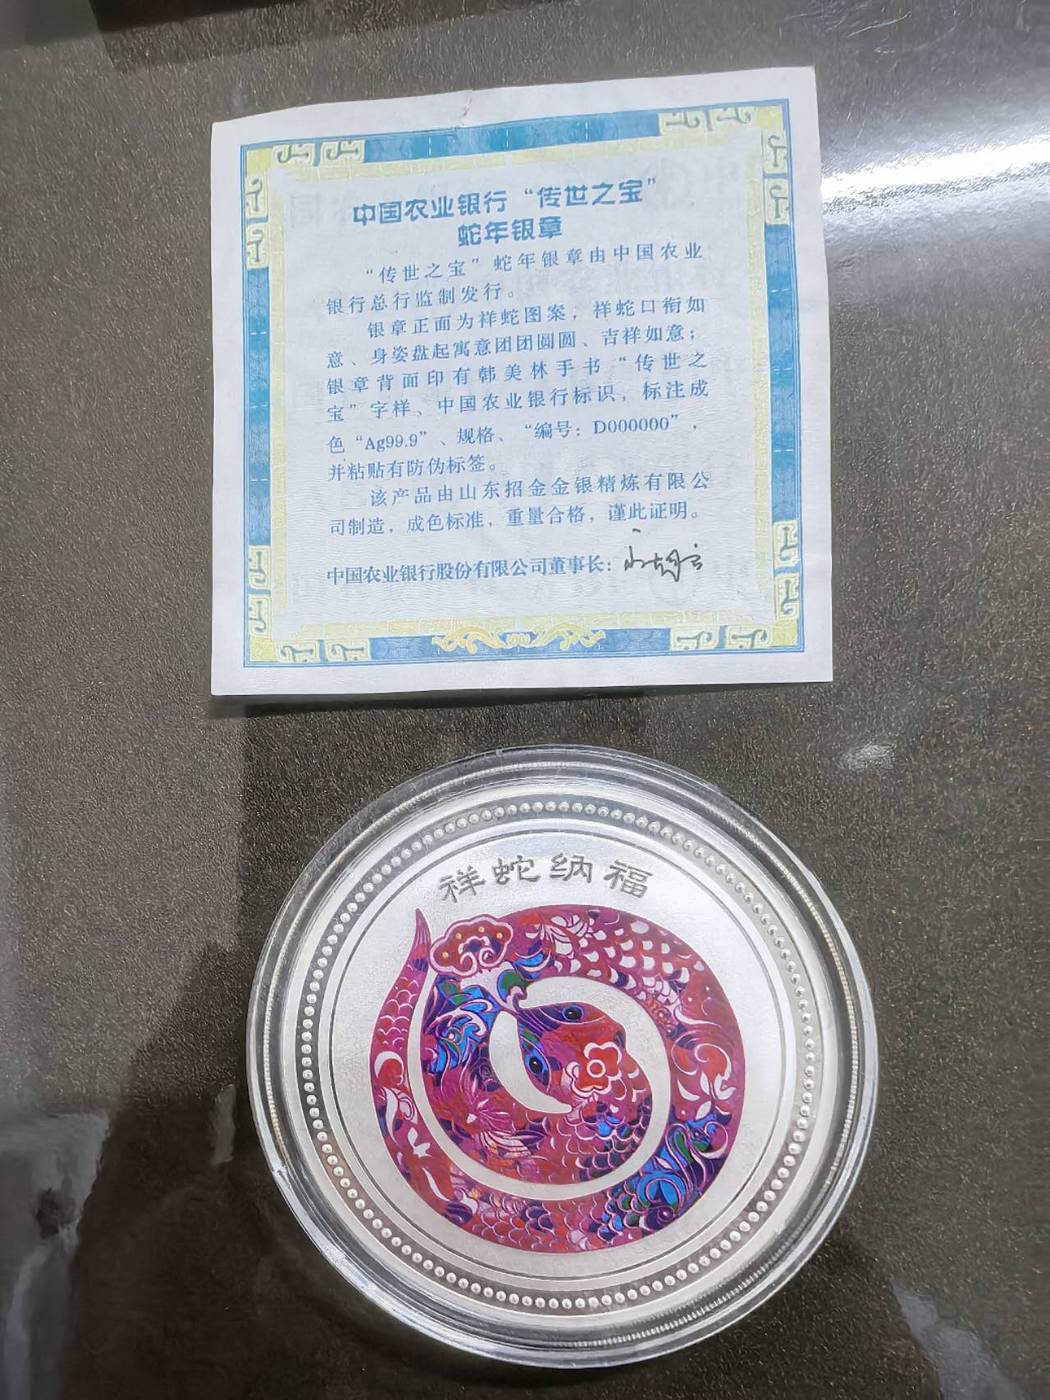 中国农业银行“传世之宝”
蛇年银章
“传世之宝”蛇年银章由中国农业
银行总行监制发行。
银章正面为祥蛇图案，祥蛇口衔如
意、身姿盘起寓意团团圆圆、吉祥如意；
银章背面印有韩美林手书“传世之
宝”字样、中国农业银行标识，标注成
色“Ag99.9”、规格、“编号：D000000”，
并粘贴有防伪标签。
该产品由山东招金金银精炼有限公
司制造，成色标准，重量合格，谨此证明。
中国农业银行股份有限公司董事长：
祥蛇纳福